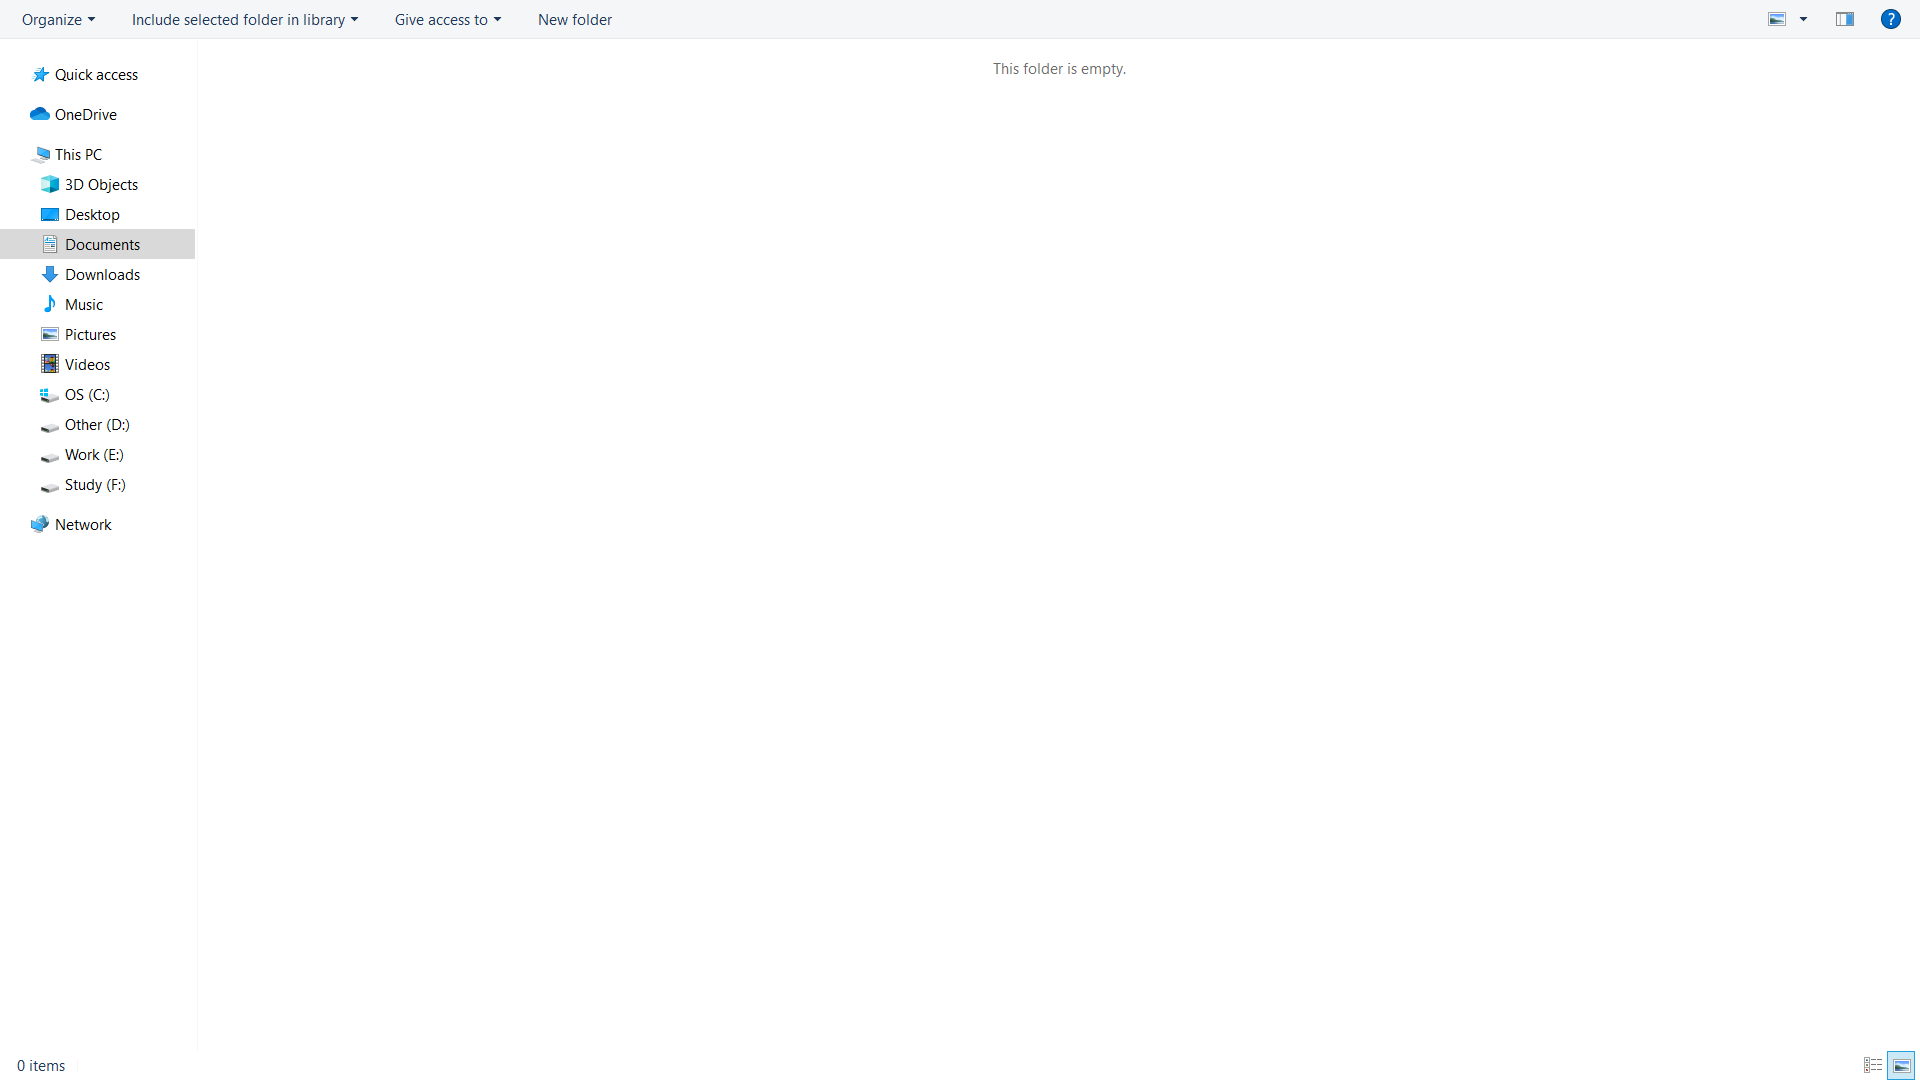 Organize Include selected folder in library Give access to New folder
Quick access
This folder is empty.
OneDrive
This PC
3D Objects
Desktop
Documents
Downloads
Music
Pictures
Videos
OS (C:)
Other (D:)
Work (E:)
Study (F:)
Network
0 items